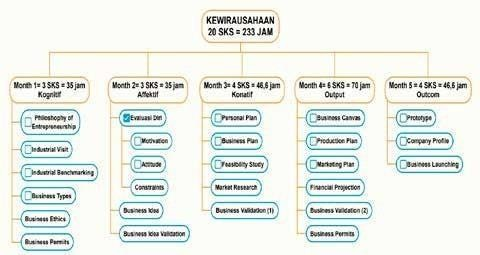 KEWIRAUSAHAAN
20 SKS = 233 JAM
Month 1= 3 SKS = 35 jam
Kognitif
Philoshophy of
Entrepreneurship
Industrial Visit
Industrial Benchmarking
Business Types
Business Ethics
Business Permits
Month 2= 3 SKS = 35 jam
Affektif
Evaluasi Diri
Motivation
Attitude
Constraints
Business Idea
Business Idea Validation
Month 3= 4 SKS = 46,6 jam
Konatif
Personal Plan
Business Plan
Feasibility Study
Market Research
Business Validation (1)
Month 4= 6 SKS = 70 jam
Output
Business Canvas
Production Plan
Marketing Plan
Financial Projection
Business Validation (2)
Business Permits
Month 5 = 4 SKS = 46,6 jam
Outcom
Prototype
Company Profile
Business Launching